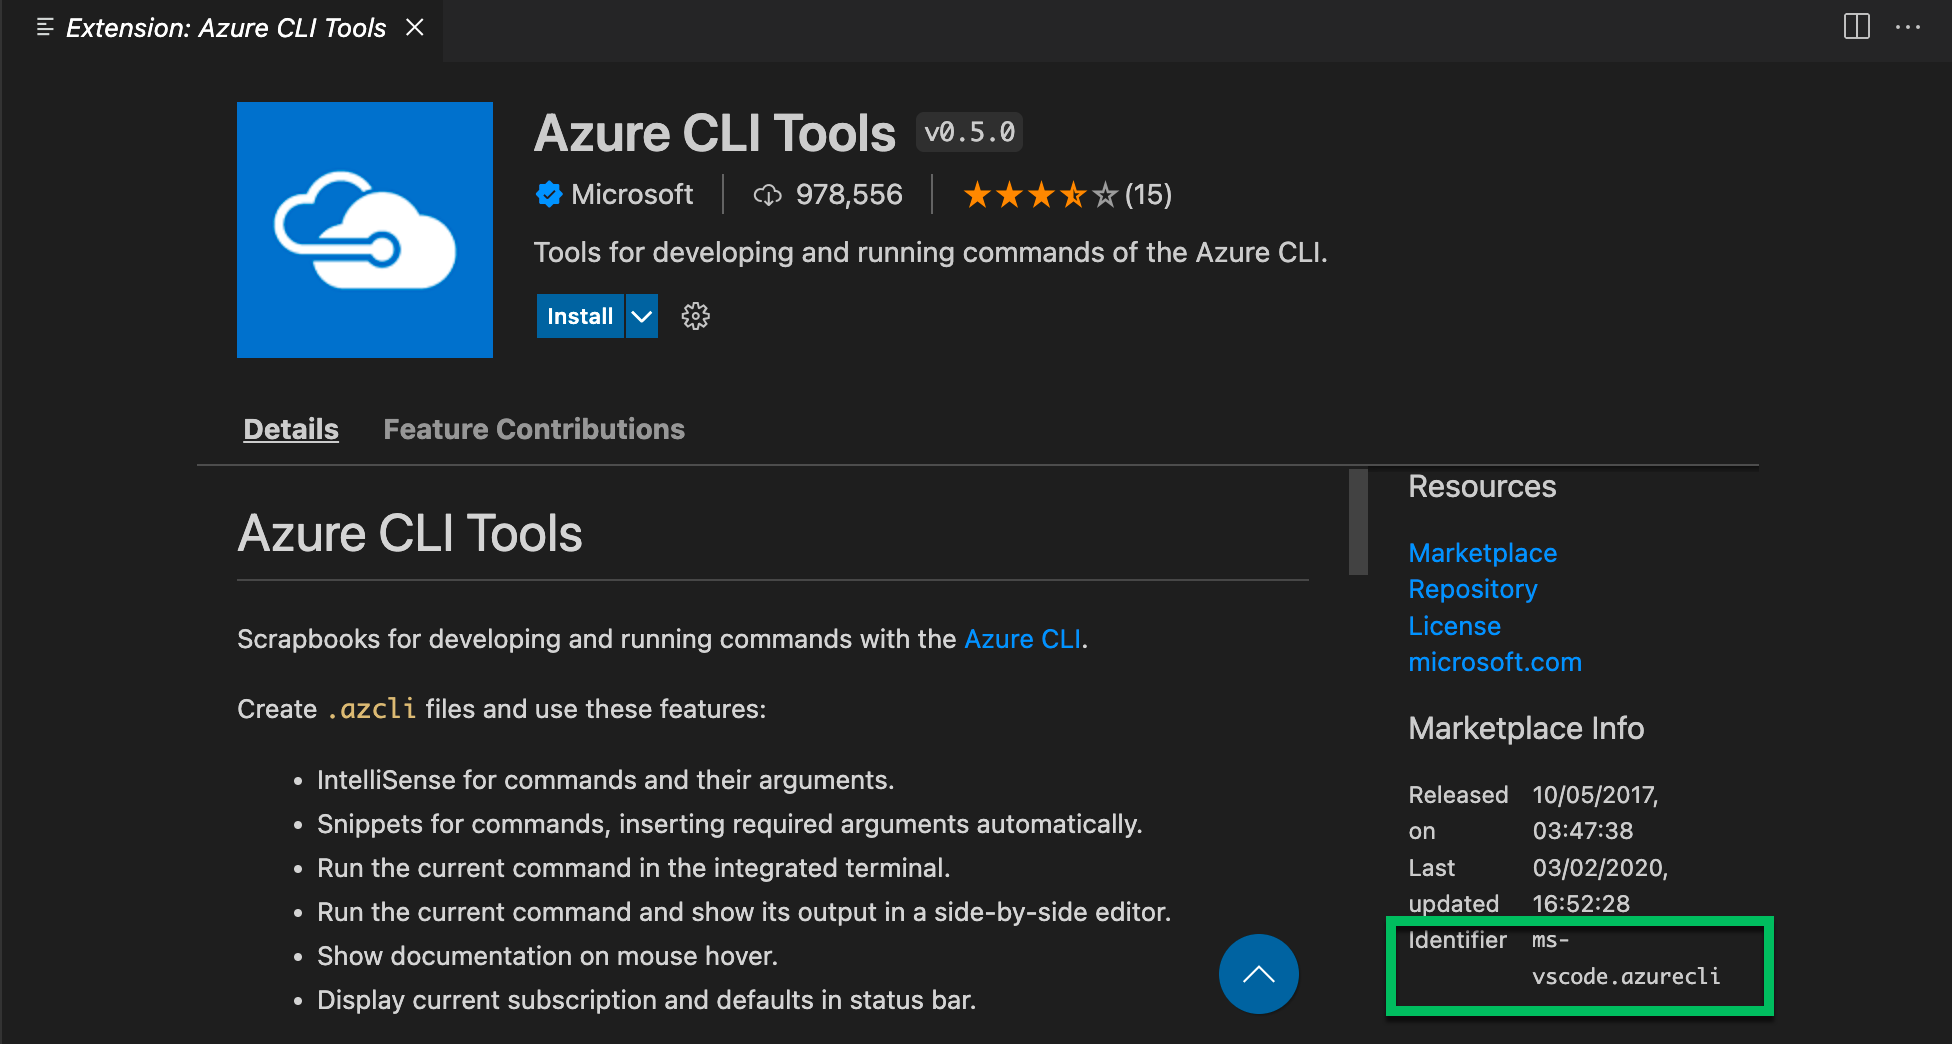 Extension: Azure CLI Tools
Azure CLI Tools v0.5.0
Microsoft 978,556 (15)
Tools for developing and running commands of the Azure CLI.
Install
Details Feature Contributions
Azure CLI Tools
Scrapbooks for developing and running commands with the Azure CLI.
Create .azcli files and use these features:
• IntelliSense for commands and their arguments.
• Snippets for commands, inserting required arguments automatically.
• Run the current command in the integrated terminal.
• Run the current command and show its output in a side-by-side editor.
• Show documentation on mouse hover.
• Display current subscription and defaults in status bar.
Resources
Marketplace
Repository
License
microsoft.com
Marketplace Info
Released 10/05/2017,
on 03:47:38
Last 03/02/2020,
updated 16:52:28
Identifier ms-
vscode.azurecli